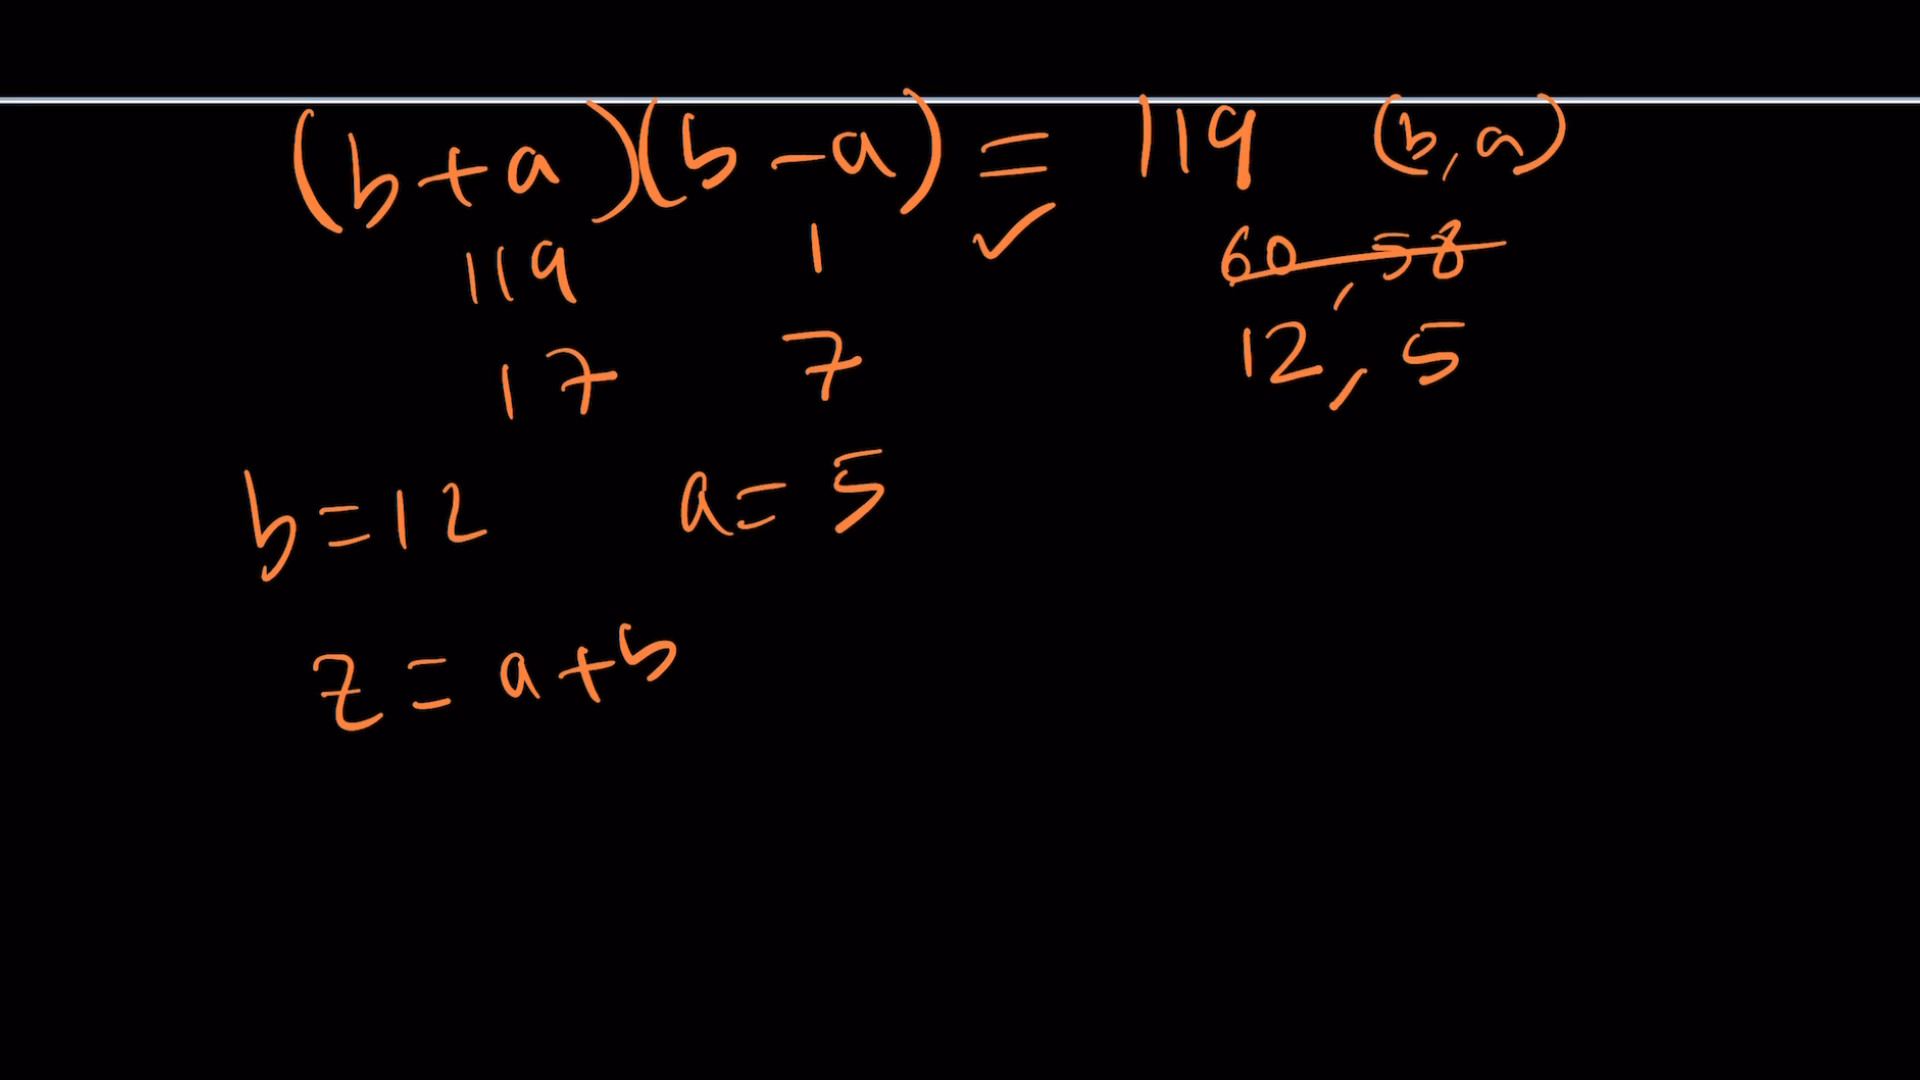 (b+a)(b-a) = 119 (b, a)
119 1 ✓ 60, 58
17 7 12, 5
b=12 a=5
z=a+b